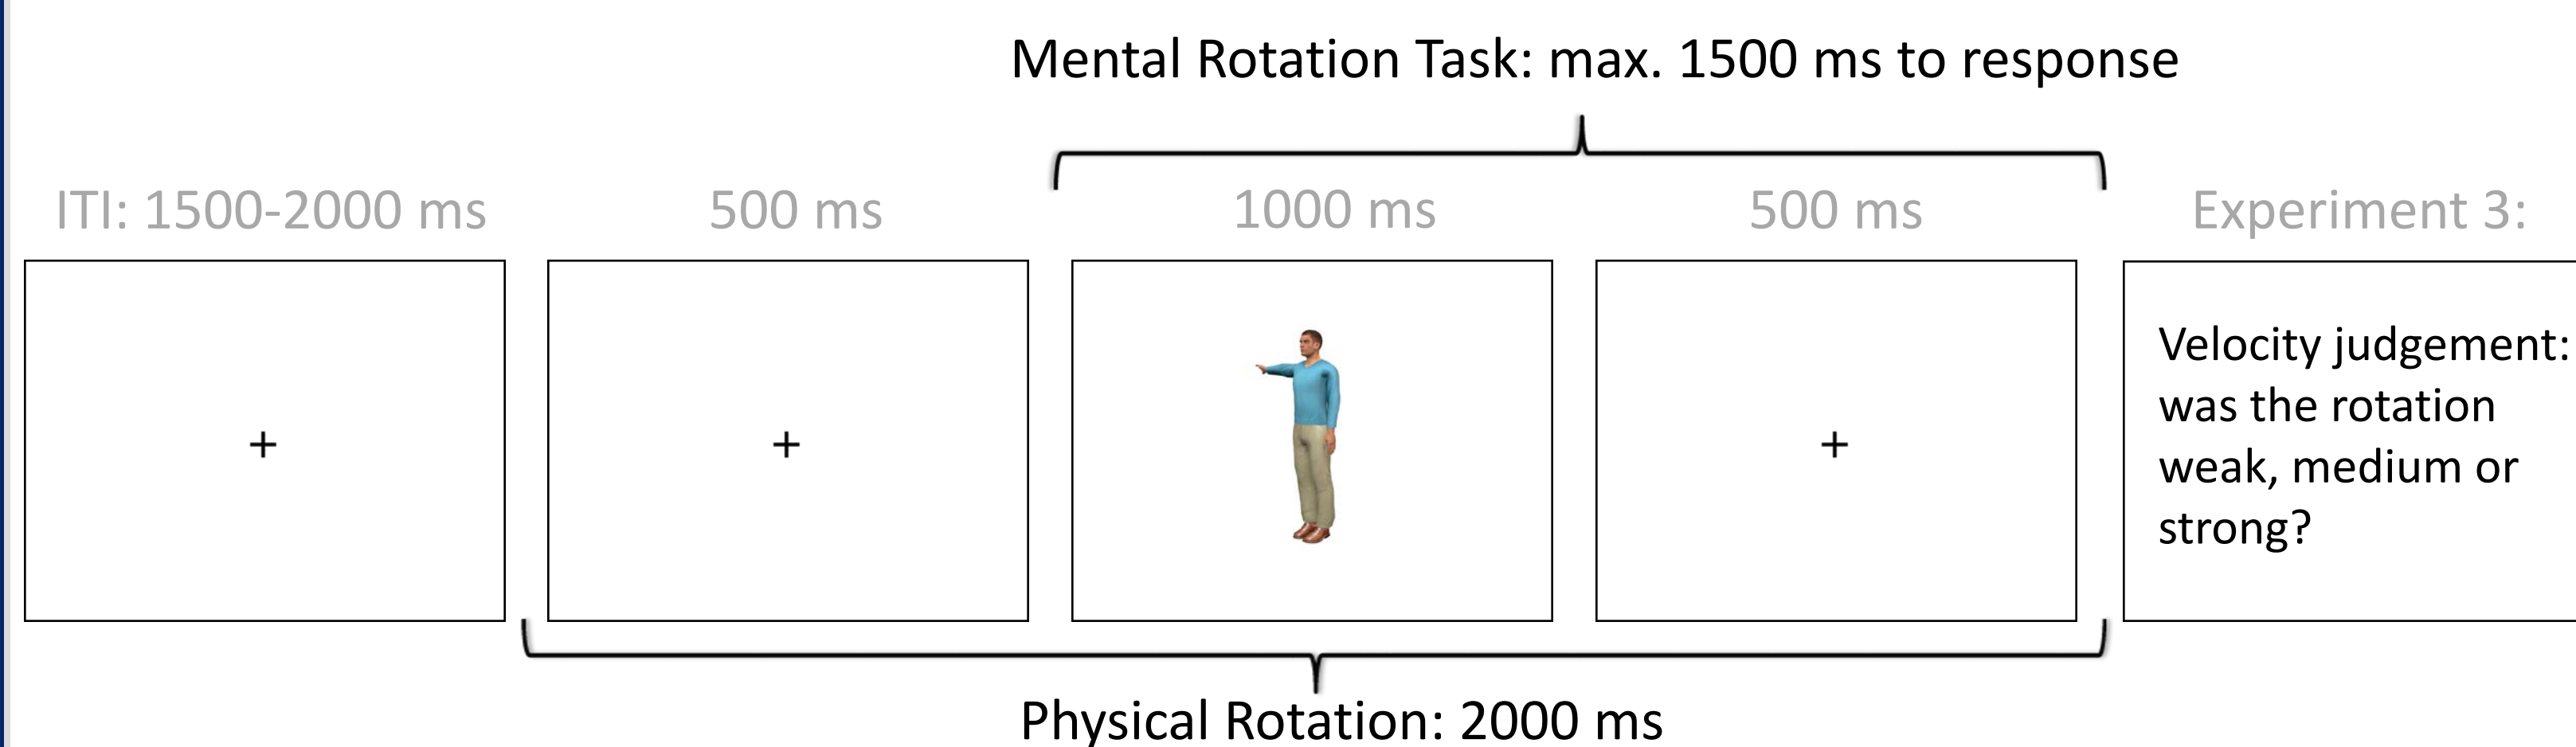 Mental Rotation Task: max. 1500 ms to response
ITI: 1500-2000 ms
500 ms
1000 ms
500 ms
Experiment 3:
+
+
+
Velocity judgement:
was the rotation
weak, medium or
strong?
Physical Rotation: 2000 ms